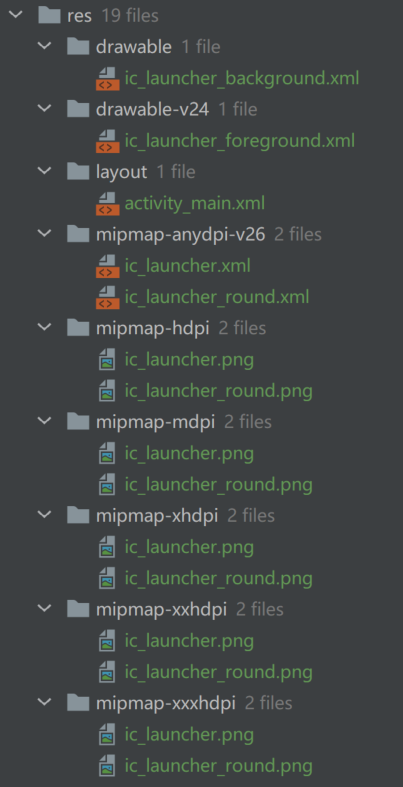 res 19 files
drawable 1 file
ic_launcher_background.xml
drawable-v24 1 file
ic_launcher_foreground.xml
layout 1 file
activity_main.xml
mipmap-anydpi-v26 2 files
ic_launcher.xml
ic_launcher_round.xml
mipmap-hdpi 2 files
ic_launcher.png
ic_launcher_round.png
mipmap-mdpi 2 files
ic_launcher.png
ic_launcher_round.png
mipmap-xhdpi 2 files
ic_launcher.png
ic_launcher_round.png
mipmap-xxhdpi 2 files
ic_launcher.png
ic_launcher_round.png
mipmap-xxxhdpi 2 files
ic_launcher.png
ic_launcher_round.png